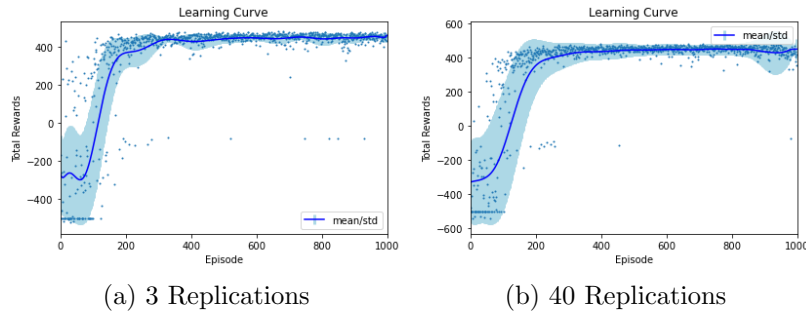 Learning Curve
400
200
0
−200
−400
Total Rewards
0
200
400
600
800
1000
Episode
mean/std
(a) 3 Replications
Learning Curve
600
400
200
0
−200
−400
−600
Total Rewards
0
200
400
600
800
1000
Episode
mean/std
(b) 40 Replications